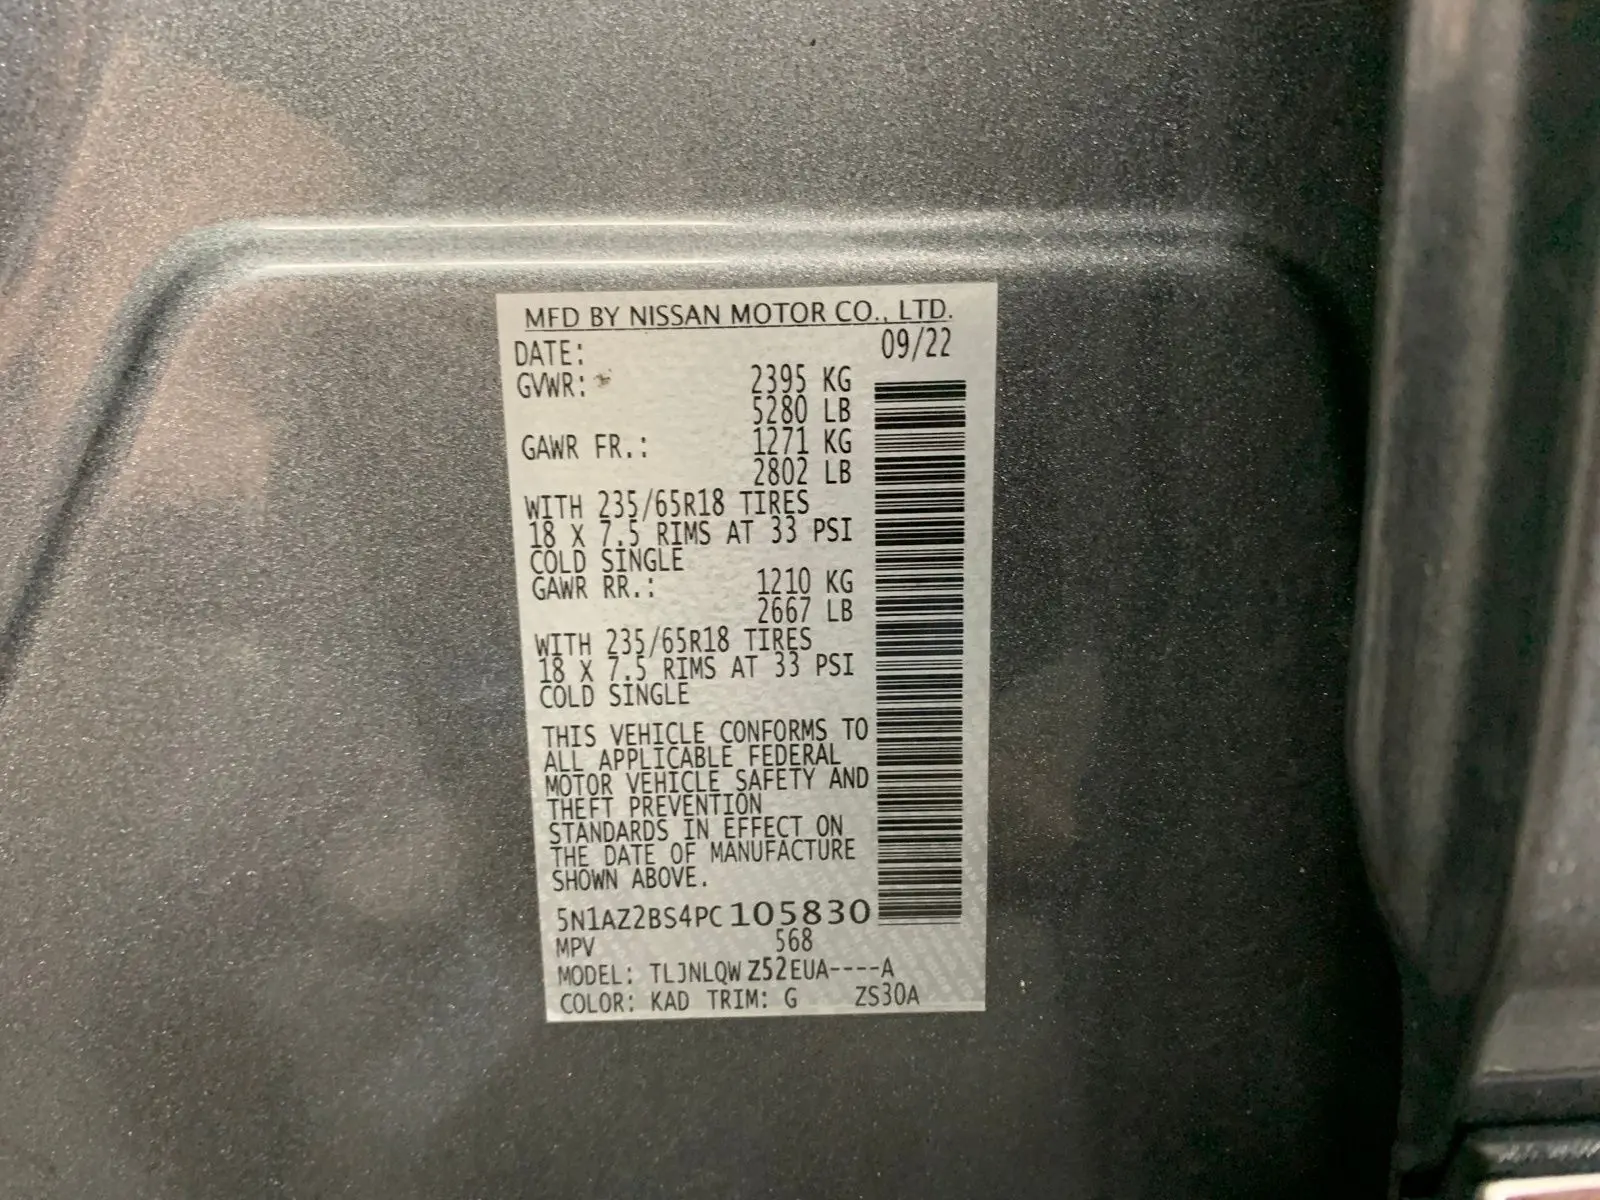 MFD BY NISSAN MOTOR CO., LTD.
DATE: 09/22
GVWR: 2395 KG
5280 LB
GAWR FR.: 1271 KG
2802 LB
WITH 235/65R18 TIRES
18 X 7.5 RIMS AT 33 PSI
COLD SINGLE
GAWR RR.: 1210 KG
2667 LB
WITH 235/65R18 TIRES
18 X 7.5 RIMS AT 33 PSI
COLD SINGLE
THIS VEHICLE CONFORMS TO
ALL APPLICABLE FEDERAL
MOTOR VEHICLE SAFETY AND
THEFT PREVENTION
STANDARDS IN EFFECT ON
THE DATE OF MANUFACTURE
SHOWN ABOVE.
5N1AZ2BS4PC105830
MPV 568
MODEL: TLJNLQWZ52EUA----A
COLOR: KAD TRIM: G ZS30A